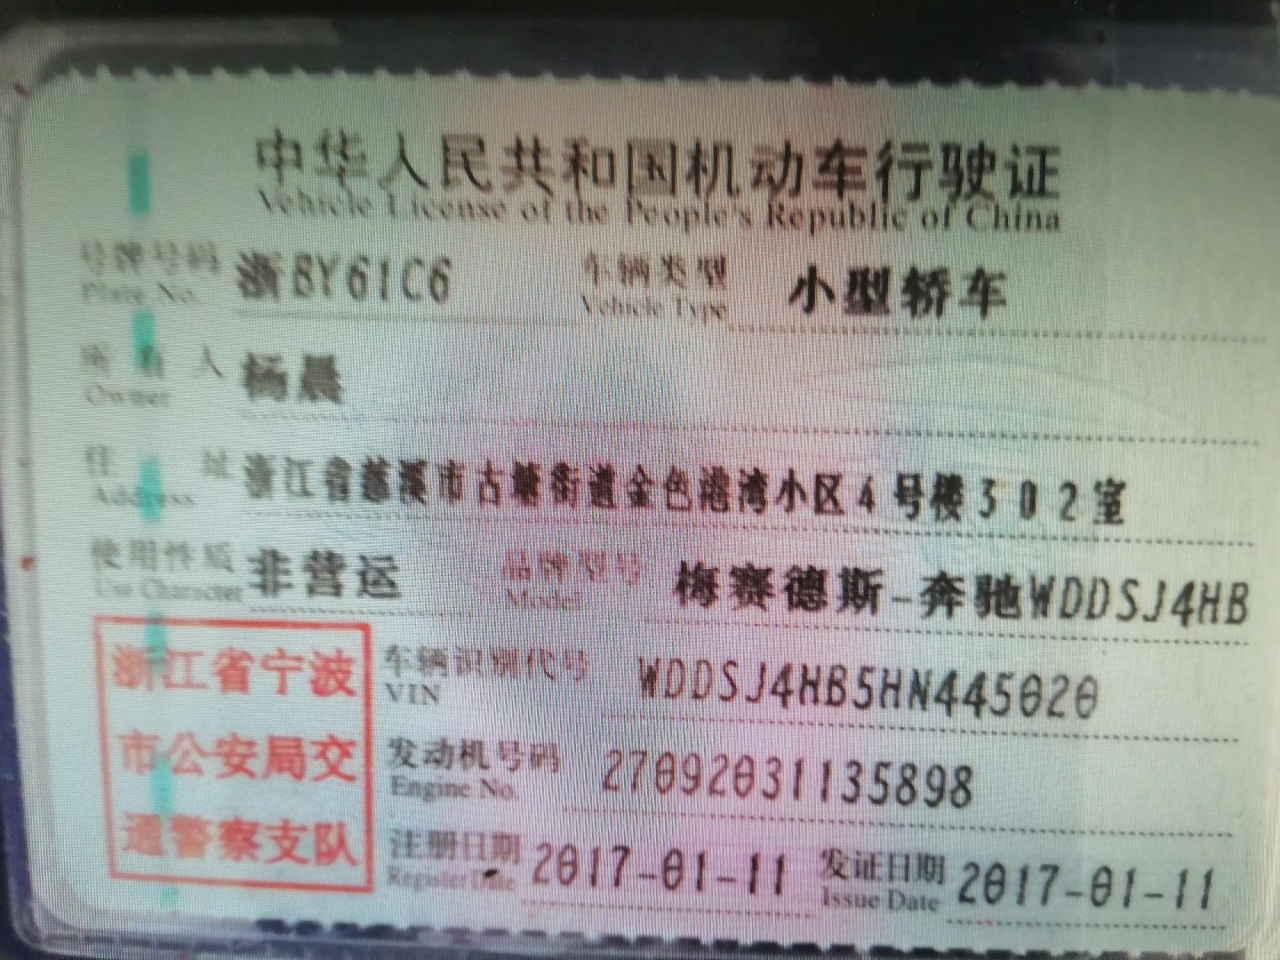 中华人民共和国机动车行驶证
Vehicle License of the People's Republic of China
号牌号码 浙BY61C6 车辆类型 小型轿车
Plate No. Vehicle Type
所有人 杨晨
Owner
住址 浙江省慈溪市古塘街道金色港湾小区4号楼302室
Address
使用性质 非营运 品牌型号 梅赛德斯-奔驰WDDSJ4HB
Use Character Model
浙江省宁波
市公安局交
通警察支队
车辆识别代号 WDDSJ4HB5HN445020
VIN
发动机号码 27092031135898
Engine No.
注册日期 2017-01-11 发证日期 2017-01-11
Register Date Issue Date